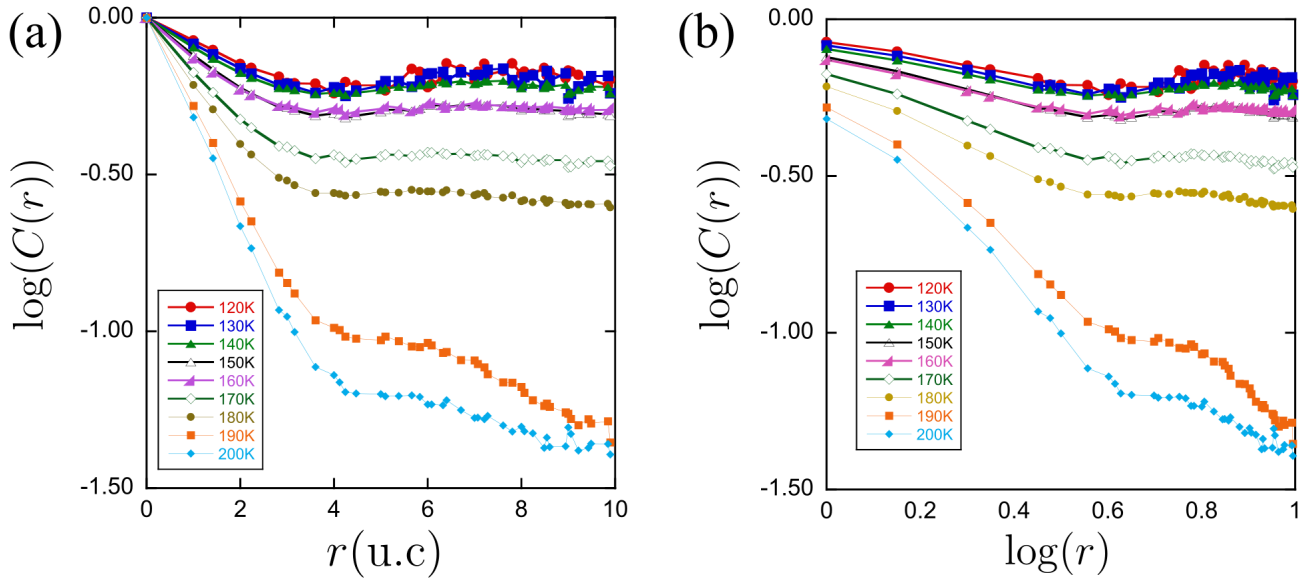 (a)
log(C(r))
0.00
-0.50
-1.00
-1.50
120K
130K
140K
150K
160K
170K
180K
190K
200K
0 2 4 6 8 10
r(u.c)
(b)
log(C(r))
0.00
-0.50
-1.00
-1.50
120K
130K
140K
150K
160K
170K
180K
190K
200K
0 0.2 0.4 0.6 0.8 1
log(r)